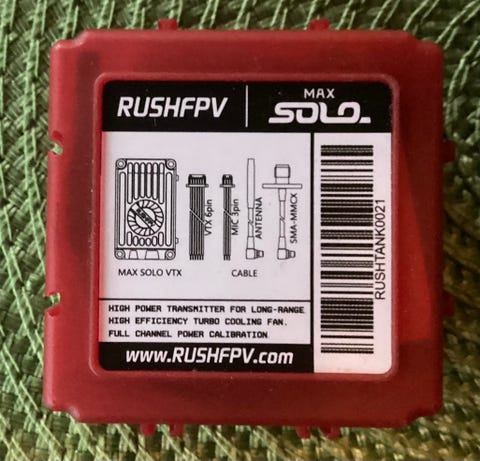 RUSHFPV
MAX
SOLO
VTX 6pin
MIC 3pin
ANTENNA
SMA-MMCX
MAX SOLO VTX
CABLE
RUSHTANK0021
HIGH POWER TRANSMITTER FOR LONG-RANGE
HIGH EFFICIENCY TURBO COOLING FAN.
FULL CHANNEL POWER CALIBRATION
www.RUSHFPV.com